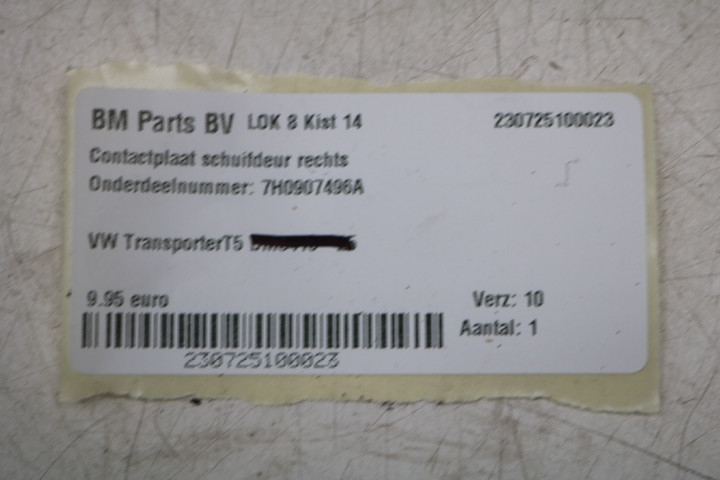 BM Parts BV LOK 8 Kist 14 230725100023
Contactplaat schuifdeur rechts
Onderdeelnummer: 7H0907496A
VW TransporterT5
9.95 euro Verz: 10
Aantal: 1
230725100023